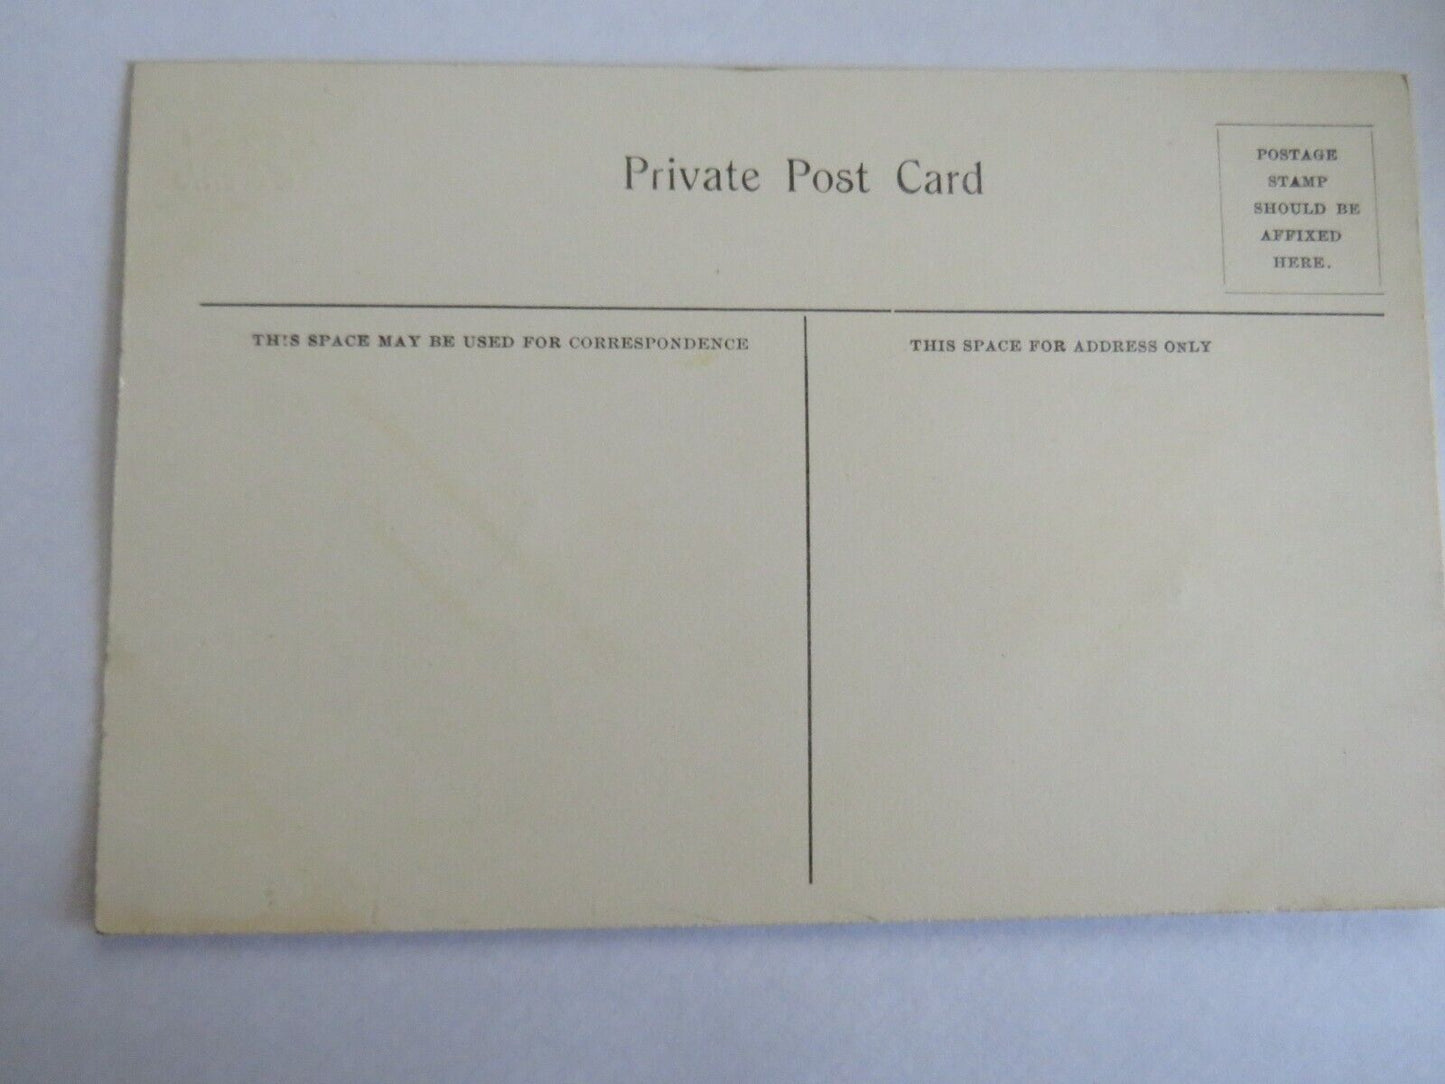 Private Post Card
POSTAGE
STAMP
SHOULD BE
AFFIXED
HERE.
THIS SPACE MAY BE USED FOR CORRESPONDENCE
THIS SPACE FOR ADDRESS ONLY